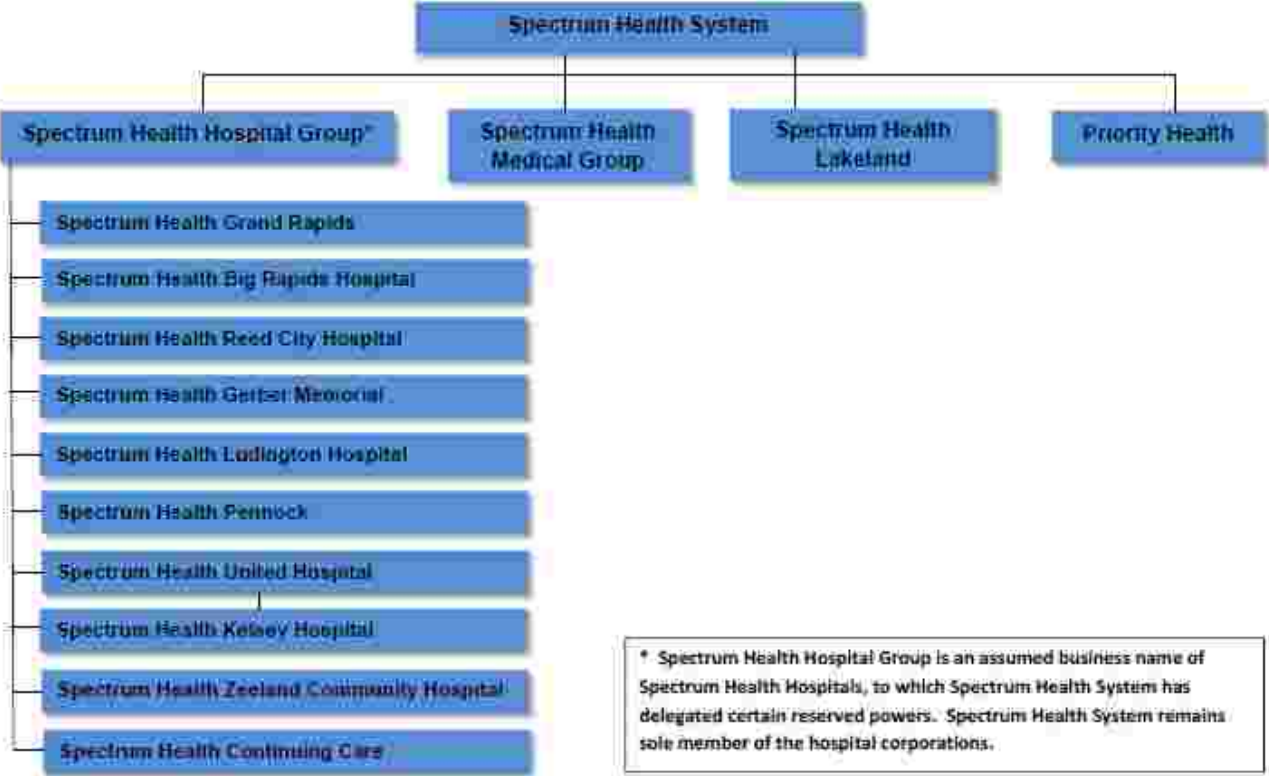 Spectrum Health System
Spectrum Health Hospital Group*
Spectrum Health
Medical Group
Spectrum Health
Lakeland
Priority Health
Spectrum Health Grand Rapids
Spectrum Health Big Rapids Hospital
Spectrum Health Reed City Hospital
Spectrum Health Gerber Memorial
Spectrum Health Ludington Hospital
Spectrum Health Pennock
Spectrum Health United Hospital
Spectrum Health Kelsey Hospital
Spectrum Health Zeeland Community Hospital
Spectrum Health Continuing Care
* Spectrum Health Hospital Group is an assumed business name of
Spectrum Health Hospitals, to which Spectrum Health System has
delegated certain reserved powers. Spectrum Health System remains
sole member of the hospital corporations.